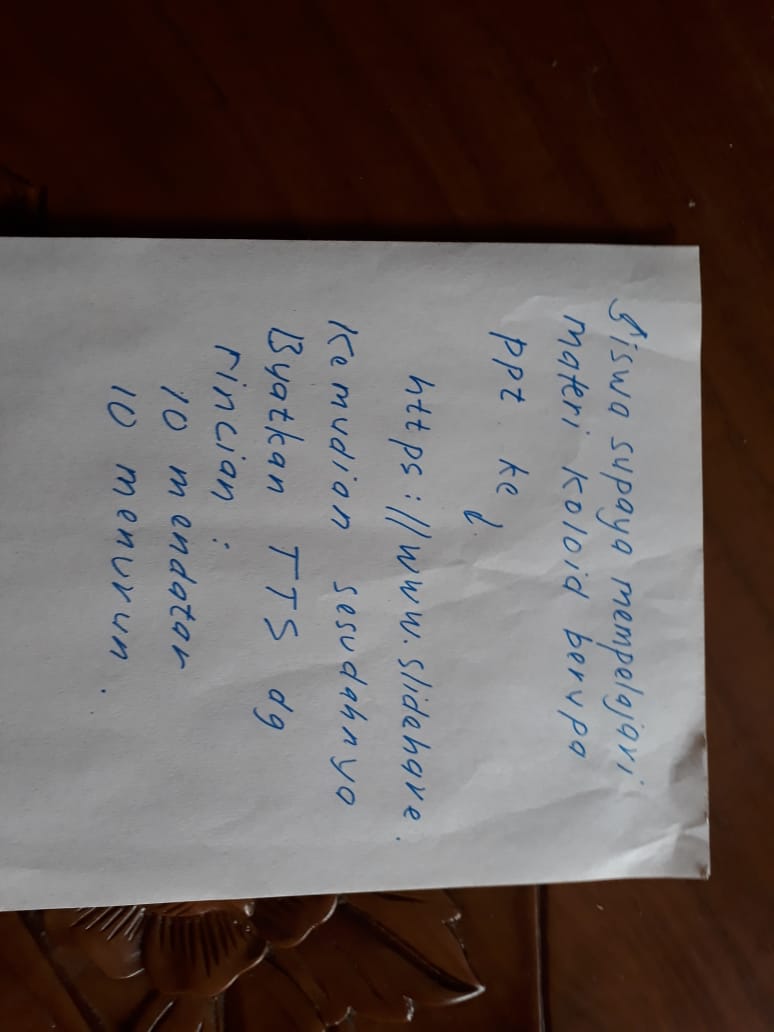 Siswa supaya mempelajari
materi koloid berupa
ppt ke
https://www.slidehare.
Kemudian sesudahnya
Buatkan TTS dg
rincian :
10 mendatar
10 menurun.